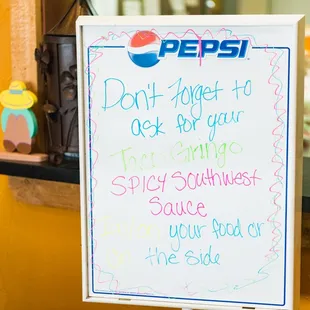 PEPSI
Don't Forget to
ask for your
Taco Gringo
SPICY Southwest
Sauce
your food or
the side